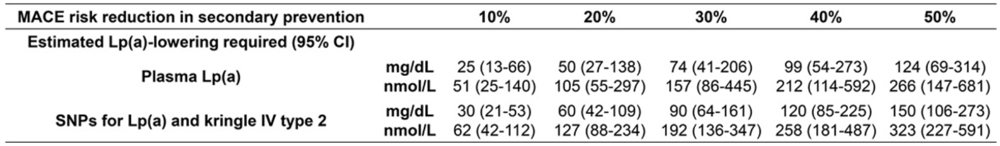 MACE risk reduction in secondary prevention 10% 20% 30% 40% 50%
Estimated Lp(a)-lowering required (95% CI)
Plasma Lp(a)
mg/dL 25 (13-66) 50 (27-138) 74 (41-206) 99 (54-273) 124 (69-314)
nmol/L 51 (25-140) 105 (55-297) 157 (86-445) 212 (114-592) 266 (147-681)
SNPs for Lp(a) and kringle IV type 2
mg/dL 30 (21-53) 60 (42-109) 90 (64-161) 120 (85-225) 150 (106-273)
nmol/L 62 (42-112) 127 (88-234) 192 (136-347) 258 (181-487) 323 (227-591)